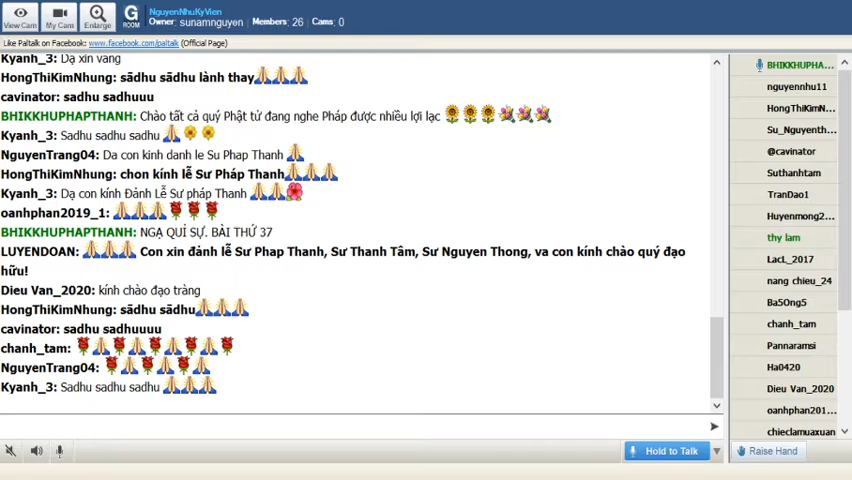 NguyenNhuKyVien
Owner: sunamnguyen Members: 26 Cams: 0
View Cam
My Cam
Enlarge
G
ROOM
Like Paltalk on Facebook: www.facebook.com/paltalk (Official Page)
Kyanh_3: Dạ xin vâng
HongThiKimNhung: sādhu sādhu lành thay
cavinator: sadhu sadhuuu
BHIKKHUPHAPTHANH: Chào tất cả quý Phật tử đang nghe Pháp được nhiều lợi lạc
Kyanh_3: Sadhu sadhu sadhu
NguyenTrang04: Da con kinh danh le Su Phap Thanh
HongThiKimNhung: chon kính lễ Sư Pháp Thanh
Kyanh_3: Dạ con kính Đảnh Lễ Sư pháp Thanh
oanhphan2019_1:
BHIKKHUPHAPTHANH: NGẠ QUỈ SỰ. BÀI THỨ 37
LUYENDOAN: Con xin đảnh lễ Sư Phap Thanh, Sư Thanh Tâm, Sư Nguyen Thong, va con kính chào quý đạo
hữu!
Dieu Van_2020: kính chào đạo tràng
HongThiKimNhung: sādhu sādhu
cavinator: sadhu sadhuuuu
chanh_tam:
NguyenTrang04:
Kyanh_3: Sadhu sadhu sadhu
BHIKKHUPHA...
nguyennhu11
HongThiKimN...
Su_Nguyenth...
@cavinator
Suthanhtam
TranDao1
Huyenmong2...
thy lam
LacL_2017
nang chieu_24
Ba5Ong5
chanh_tam
Pannaramsi
Ha0420
Dieu Van_2020
oanhphan201...
chieclamuaxuan
Hold to Talk
Raise Hand